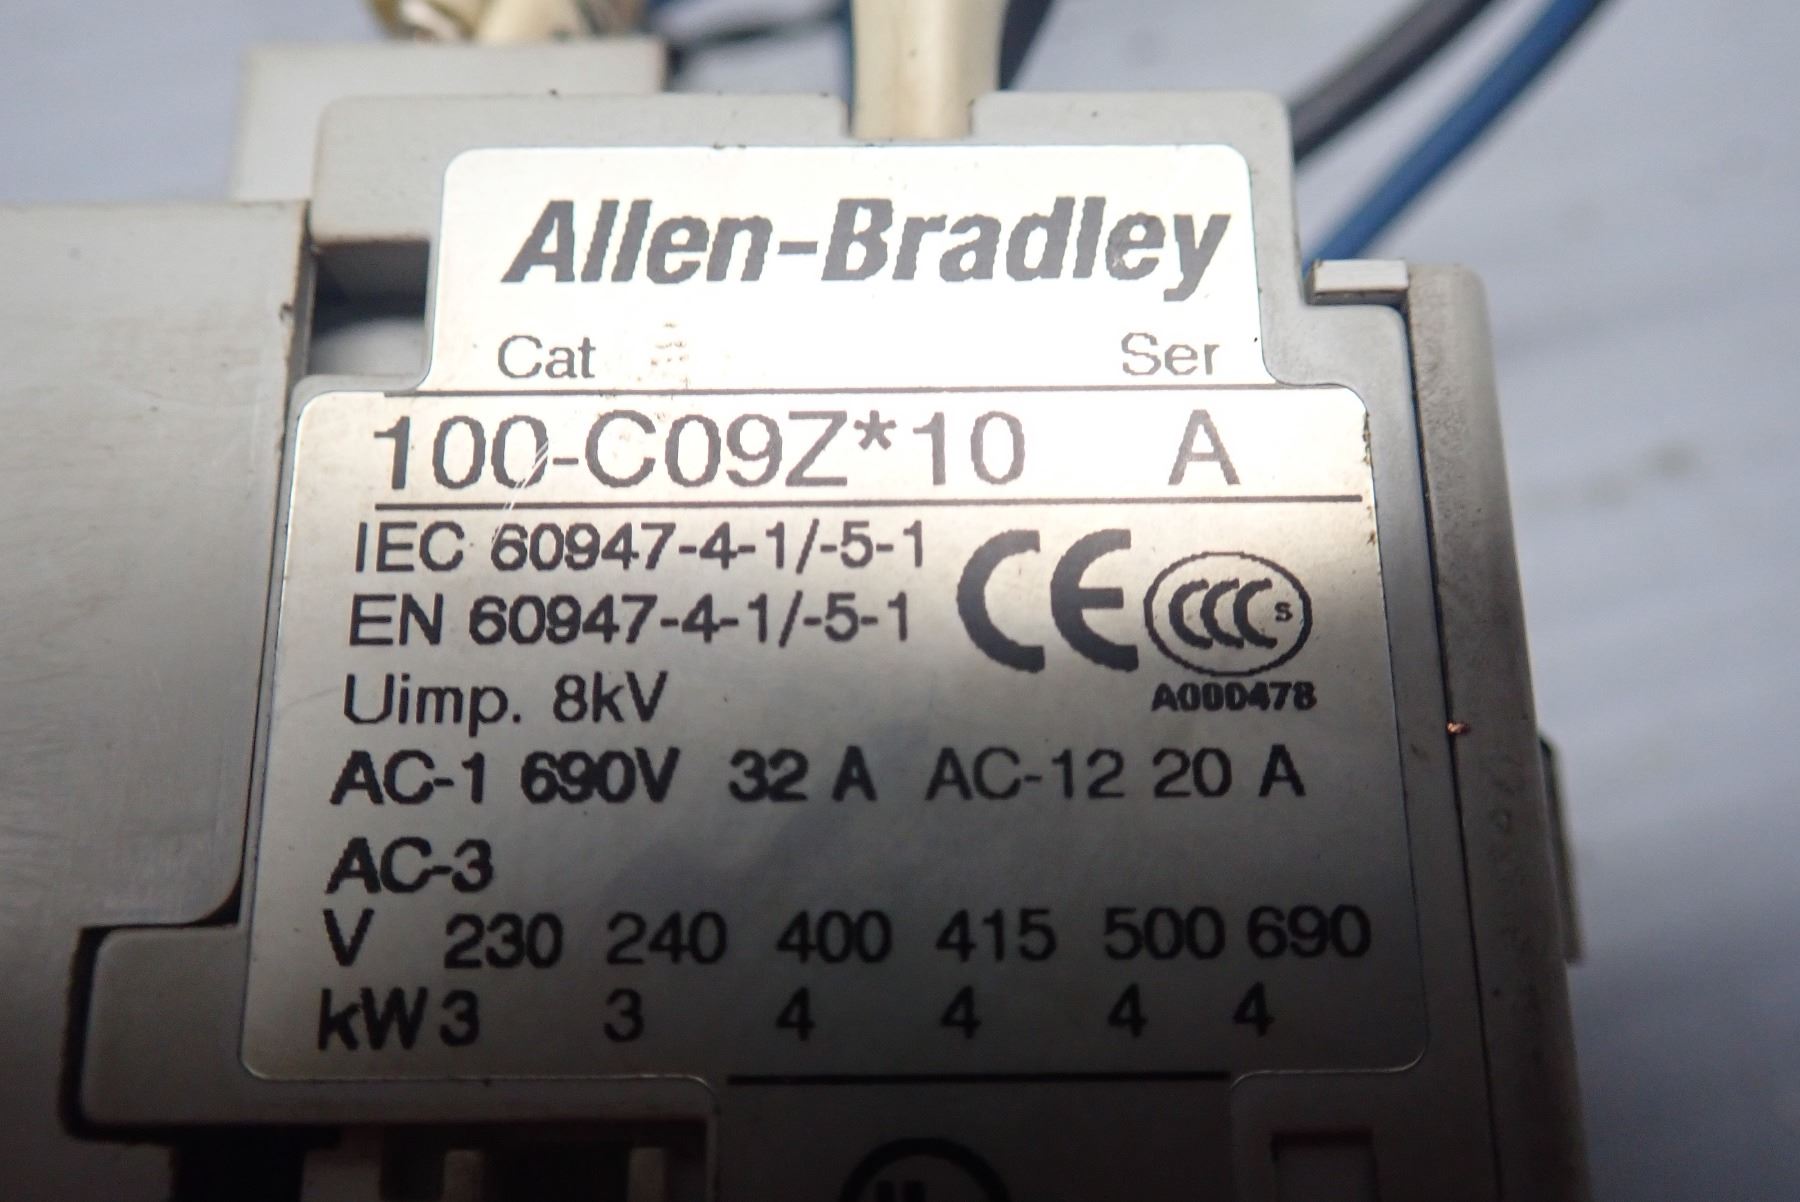 Allen-Bradley
Cat Ser
100-C09Z*10 A
IEC 60947-4-1/-5-1
EN 60947-4-1/-5-1
CE CCC S
Uimp. 8kV
A000478
AC-1 690V 32 A AC-12 20 A
AC-3
V 230 240 400 415 500 690
kW 3 3 4 4 4 4